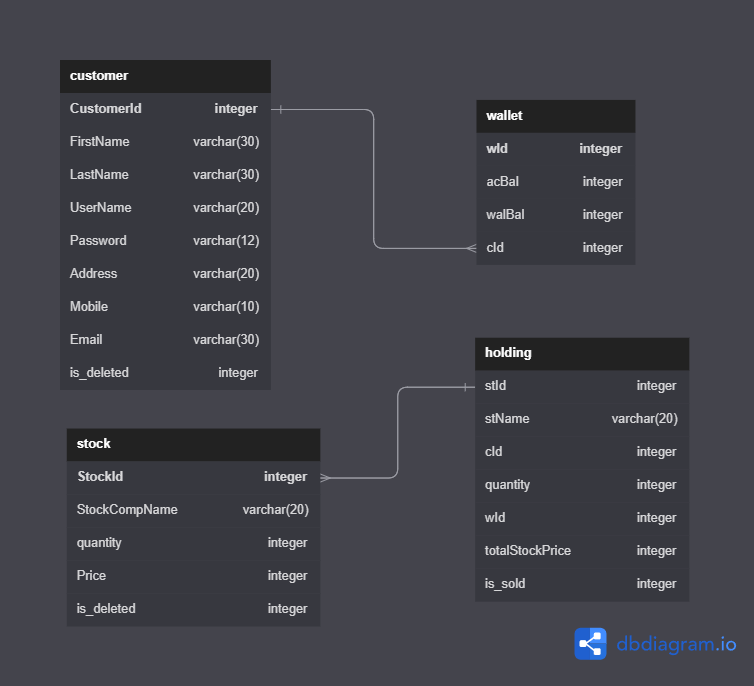 customer
CustomerId integer
FirstName varchar(30)
LastName varchar(30)
UserName varchar(20)
Password varchar(12)
Address varchar(20)
Mobile varchar(10)
Email varchar(30)
is_deleted integer
wallet
wId integer
acBal integer
walBal integer
cId integer
stock
StockId integer
StockCompName varchar(20)
quantity integer
Price integer
is_deleted integer
holding
stId integer
stName varchar(20)
cId integer
quantity integer
wId integer
totalStockPrice integer
is_sold integer
dbdiagram.io